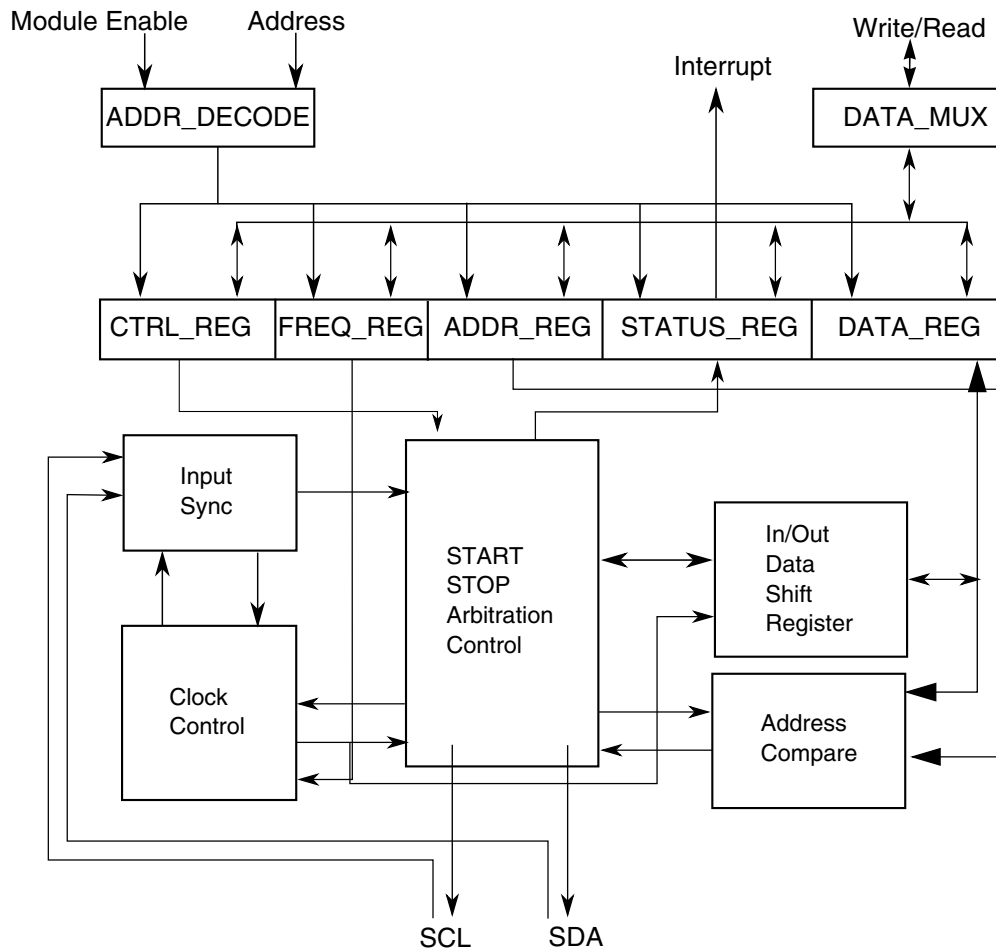 Module Enable
Address
Write/Read
Interrupt
ADDR_DECODE
DATA_MUX
CTRL_REG
FREQ_REG
ADDR_REG
STATUS_REG
DATA_REG
Input
Sync
START
STOP
Arbitration
Control
In/Out
Data
Shift
Register
Clock
Control
Address
Compare
SCL
SDA